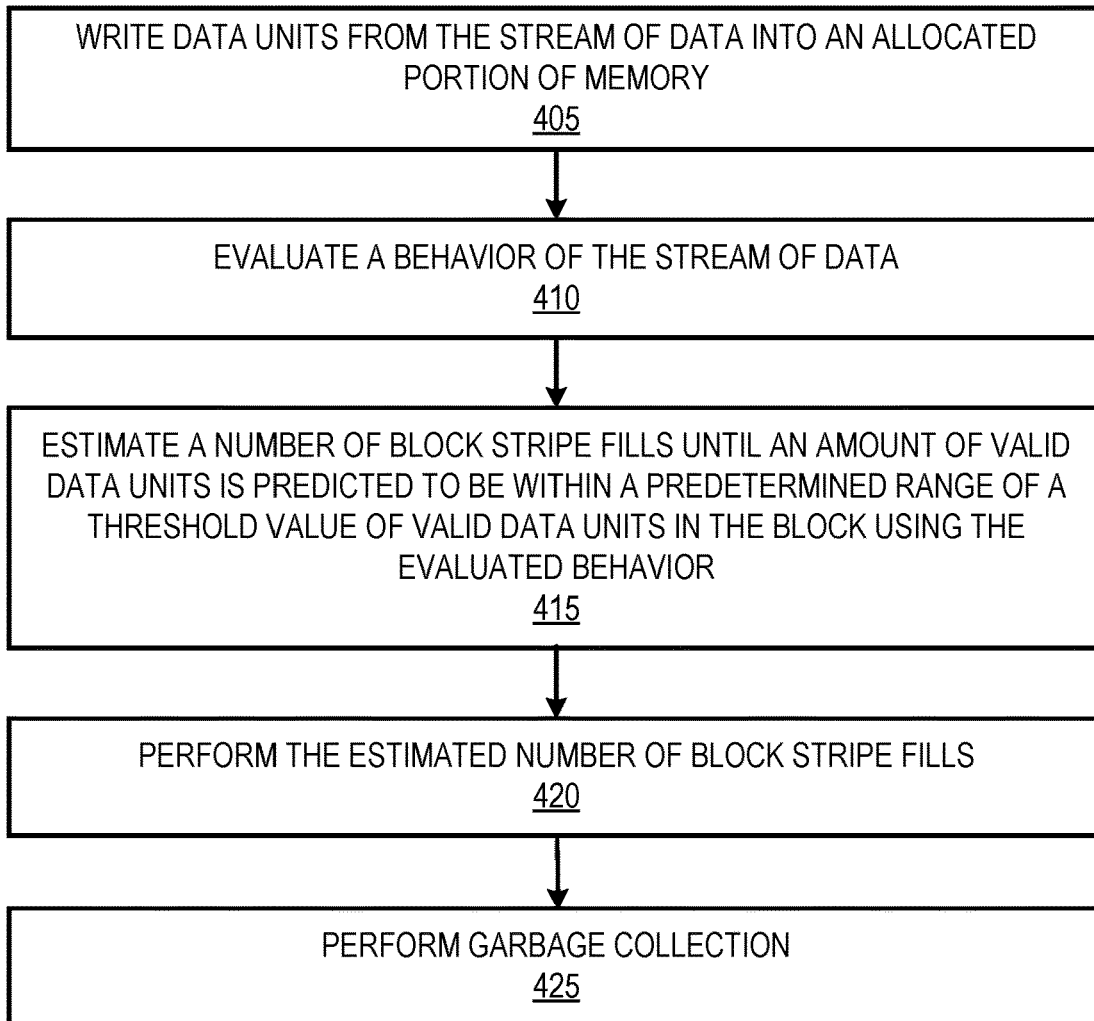 WRITE DATA UNITS FROM THE STREAM OF DATA INTO AN ALLOCATED
PORTION OF MEMORY
405
EVALUATE A BEHAVIOR OF THE STREAM OF DATA
410
ESTIMATE A NUMBER OF BLOCK STRIPE FILLS UNTIL AN AMOUNT OF VALID
DATA UNITS IS PREDICTED TO BE WITHIN A PREDETERMINED RANGE OF A
THRESHOLD VALUE OF VALID DATA UNITS IN THE BLOCK USING THE
EVALUATED BEHAVIOR
415
PERFORM THE ESTIMATED NUMBER OF BLOCK STRIPE FILLS
420
PERFORM GARBAGE COLLECTION
425